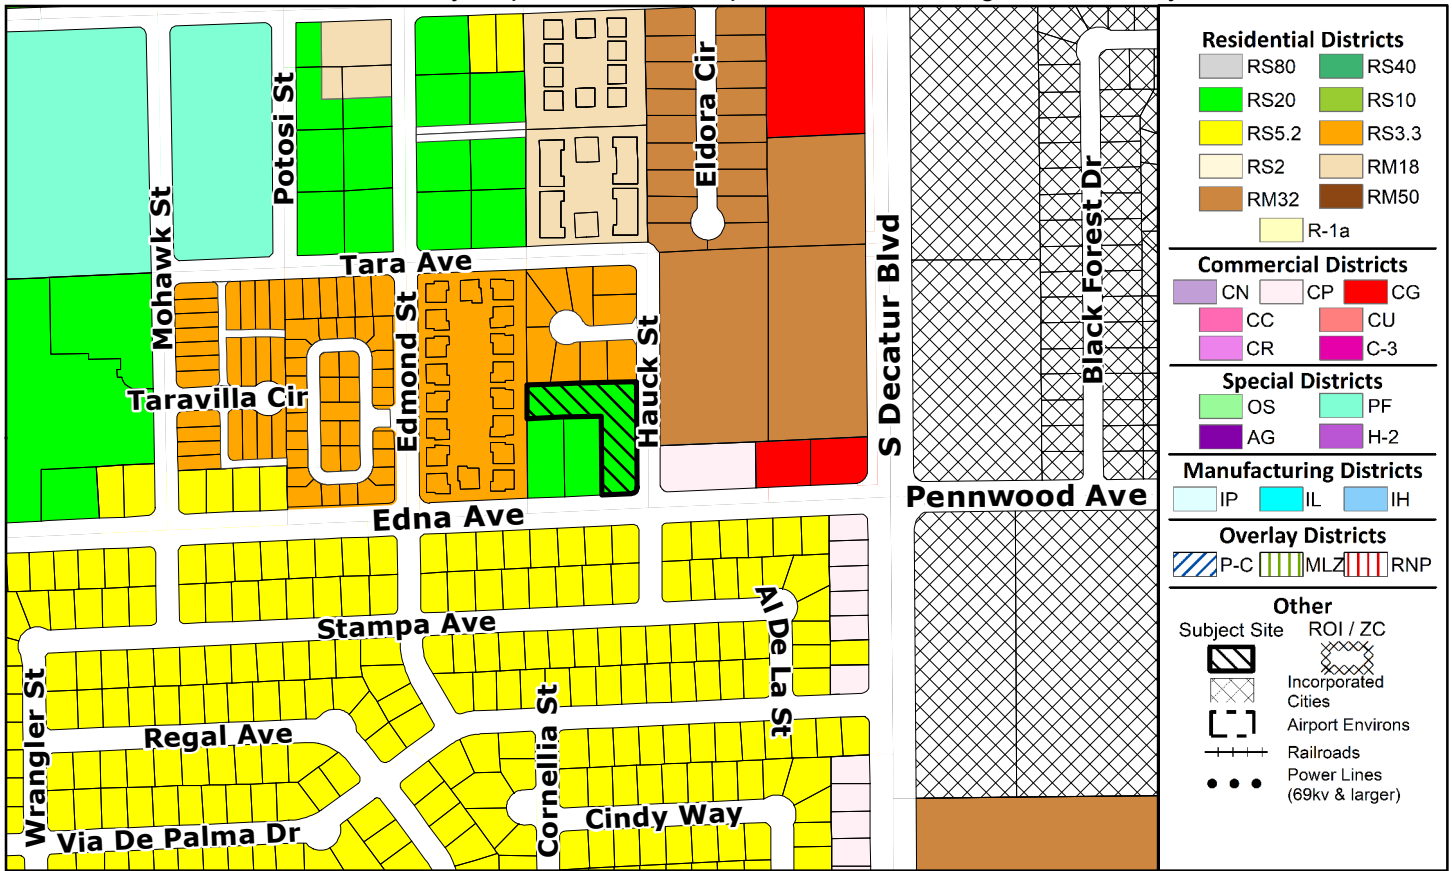 Potosi St
Mohawk St
Eldora Cir
S Decatur Blvd
Black Forest Dr
Tara Ave
Edmond St
Hauck St
Taravilla Cir
Edna Ave
Pennwood Ave
Stampa Ave
Al De La St
Wrangler St
Regal Ave
Cornelia St
Cindy Way
Via De Palma Dr
Residential Districts
RS80 RS40
RS20 RS10
RS5.2 RS3.3
RS2 RM18
RM32 RM50
R-1a
Commercial Districts
CN CP CG
CC CU
CR C-3
Special Districts
OS PF
AG H-2
Manufacturing Districts
IP IL IH
Overlay Districts
P-C MLZ RNP
Other
Subject Site ROI / ZC
Incorporated
Cities
Airport Environs
Railroads
Power Lines
(69kv & larger)